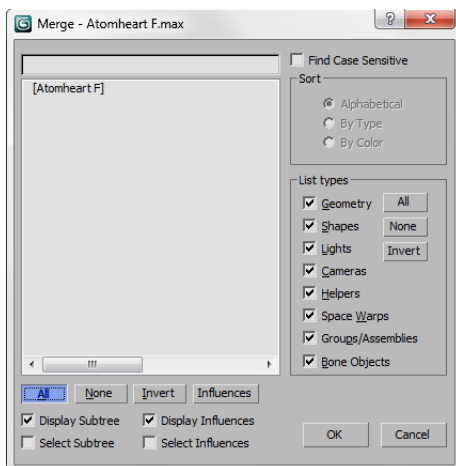 Merge - Atomheart F.max
Find Case Sensitive
[Atomheart F]
Sort
Alphabetical
By Type
By Color
List types
Geometry All
Shapes None
Lights Invert
Cameras
Helpers
Space Warps
Groups/Assemblies
Bone Objects
All None Invert Influences
Display Subtree Display Influences
Select Subtree Select Influences
OK Cancel